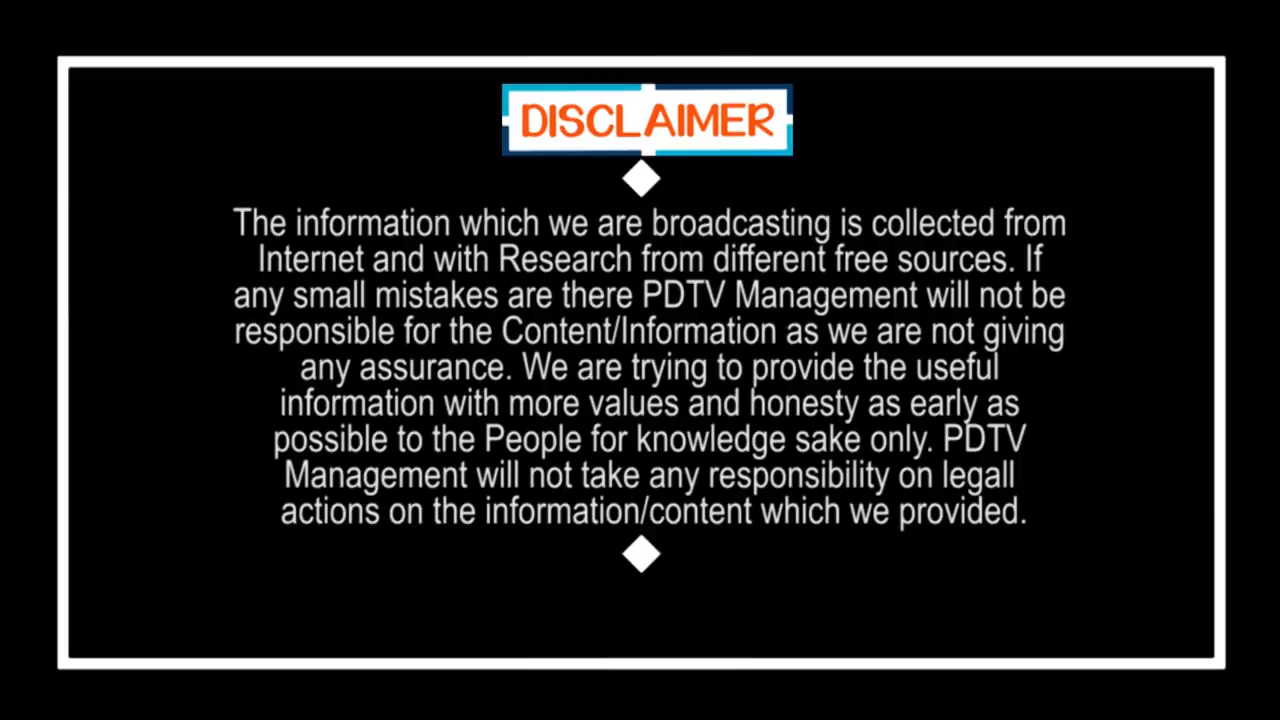 DISCLAIMER
The information which we are broadcasting is collected from
Internet and with Research from different free sources. If
any small mistakes are there PDTV Management will not be
responsible for the Content/Information as we are not giving
any assurance. We are trying to provide the useful
information with more values and honesty as early as
possible to the People for knowledge sake only. PDTV
Management will not take any responsibility on legall
actions on the information/content which we provided.